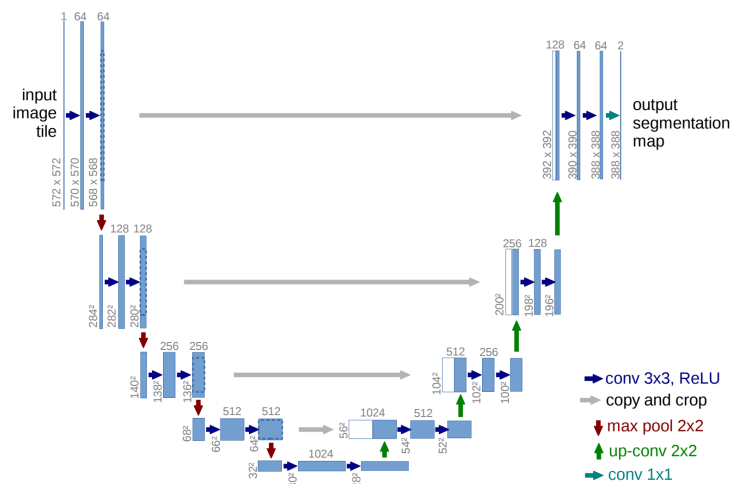 1 64 64
input
image
tile
572 x 572
570 x 570
568 x 568
128 64 64 2
output
segmentation
map
392 x 392
390 x 390
388 x 388
388 x 388
128 128
284²
282²
280²
256 128
200²
198²
196²
256 256
140²
138²
136²
512 256
104²
102²
100²
512 512
68²
66²
64²
1024 512
56²
54²
52²
1024
32²
conv 3x3, ReLU
copy and crop
max pool 2x2
up-conv 2x2
conv 1x1